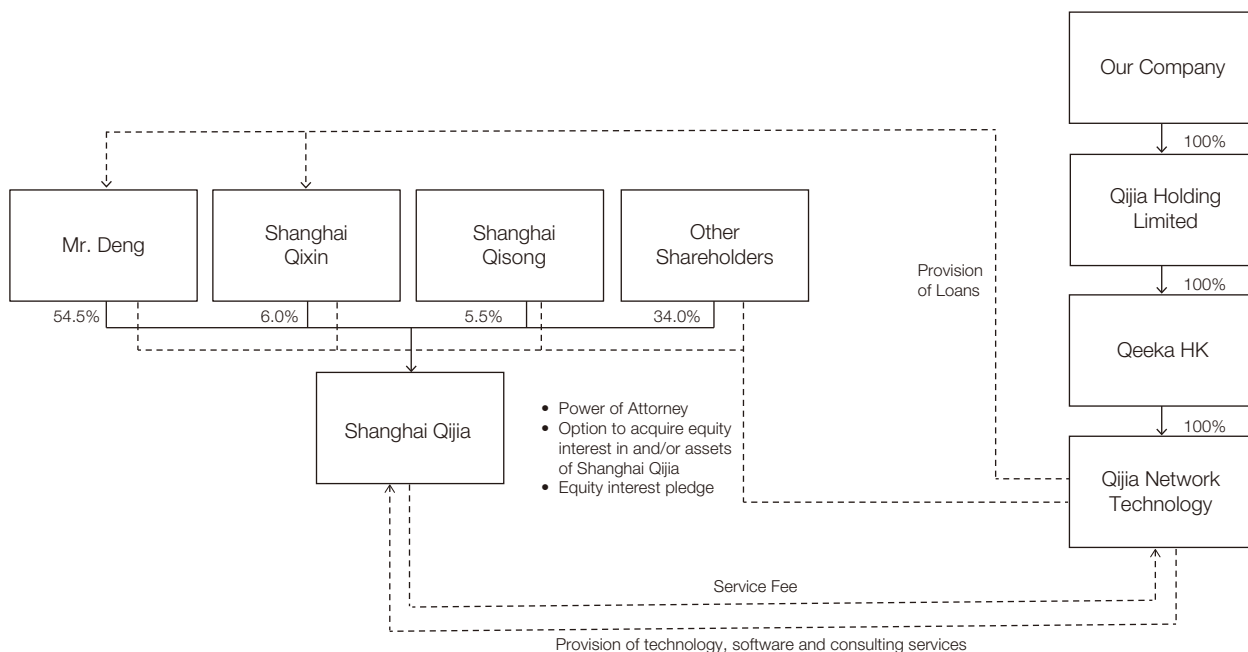 Our Company
100%
Qijia Holding
Limited
100%
Qeeka HK
100%
Qijia Network
Technology
Provision
of Loans
Mr. Deng
Shanghai
Qixin
Shanghai
Qisong
Other
Shareholders
54.5%
6.0%
5.5%
34.0%
Shanghai Qijia
• Power of Attorney
• Option to acquire equity
interest in and/or assets
of Shanghai Qijia
• Equity interest pledge
Service Fee
Provision of technology, software and consulting services